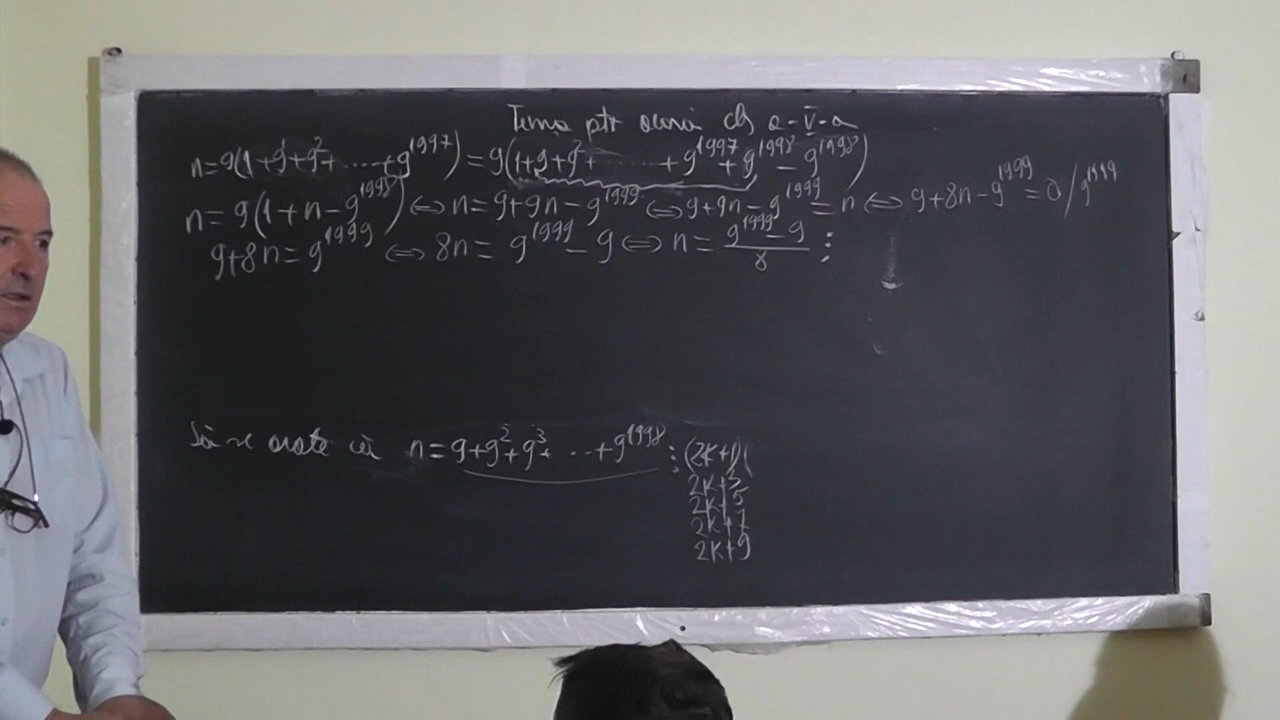 Tema ptr acasă cls a-V-a
n=9(1+9+9²+.....+9¹⁹⁹⁷)=9(1+9+9²+......+9¹⁹⁹⁷+9¹⁹⁹⁸-9¹⁹⁹⁸)
n=9(1+n-9¹⁹⁹⁸)⇔n=9+9n-9¹⁹⁹⁹⇔9+9n-9¹⁹⁹⁹=n⇔9+8n-9¹⁹⁹⁹=0/9¹⁹⁹⁹
9+8n=9¹⁹⁹⁹⇔8n=9¹⁹⁹⁹-9⇔n=(9¹⁹⁹⁹-9)/8 ⋮
Să se arate că n=9+9²+9³+...+9¹⁹⁹⁸⋮(2k+1)(
2k+3
2k+5
2k+7
2k+9